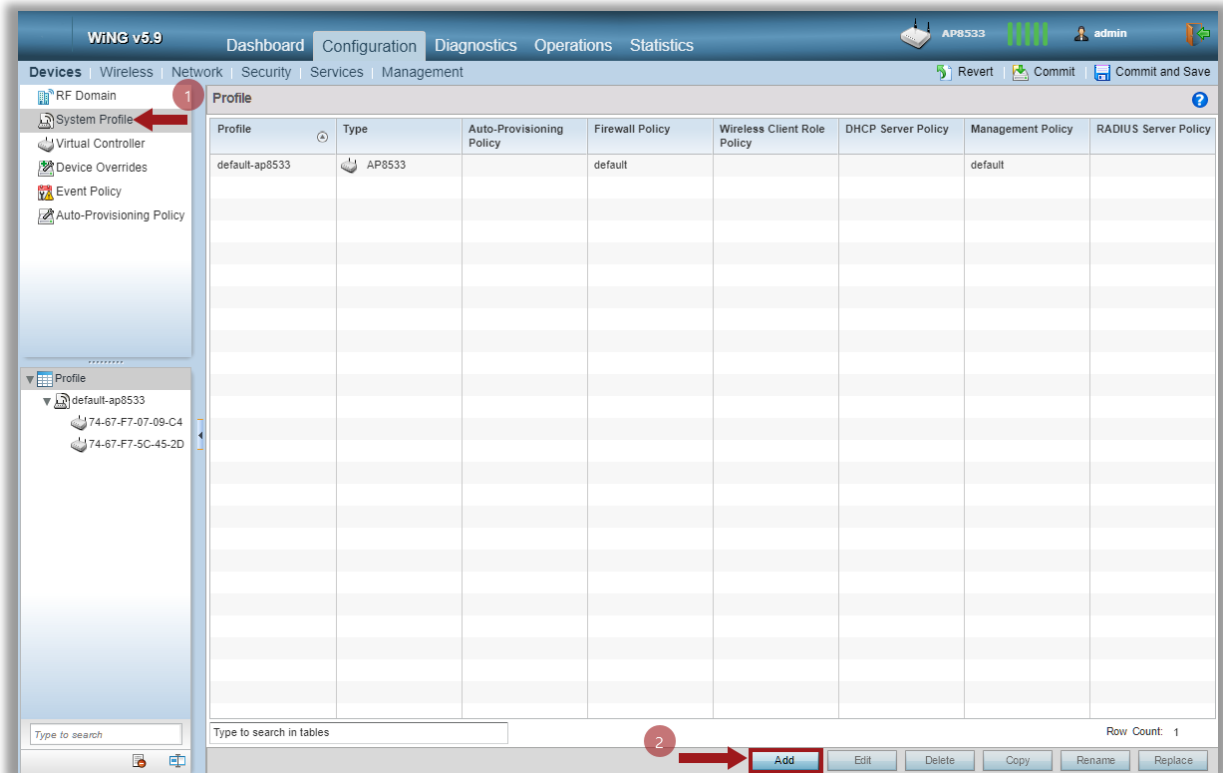 WiNG v5.9
Dashboard Configuration Diagnostics Operations Statistics
AP8533
admin
Devices Wireless Network Security Services Management
Revert Commit Commit and Save
RF Domain
System Profile
Virtual Controller
Device Overrides
Event Policy
Auto-Provisioning Policy
1
Profile
?
Profile Type Auto-Provisioning Policy Firewall Policy Wireless Client Role Policy DHCP Server Policy Management Policy RADIUS Server Policy
default-ap8533 AP8533 default default
Profile
default-ap8533
74-67-F7-07-09-C4
74-67-F7-5C-45-2D
Type to search
Type to search in tables
Row Count: 1
2
Add Edit Delete Copy Rename Replace